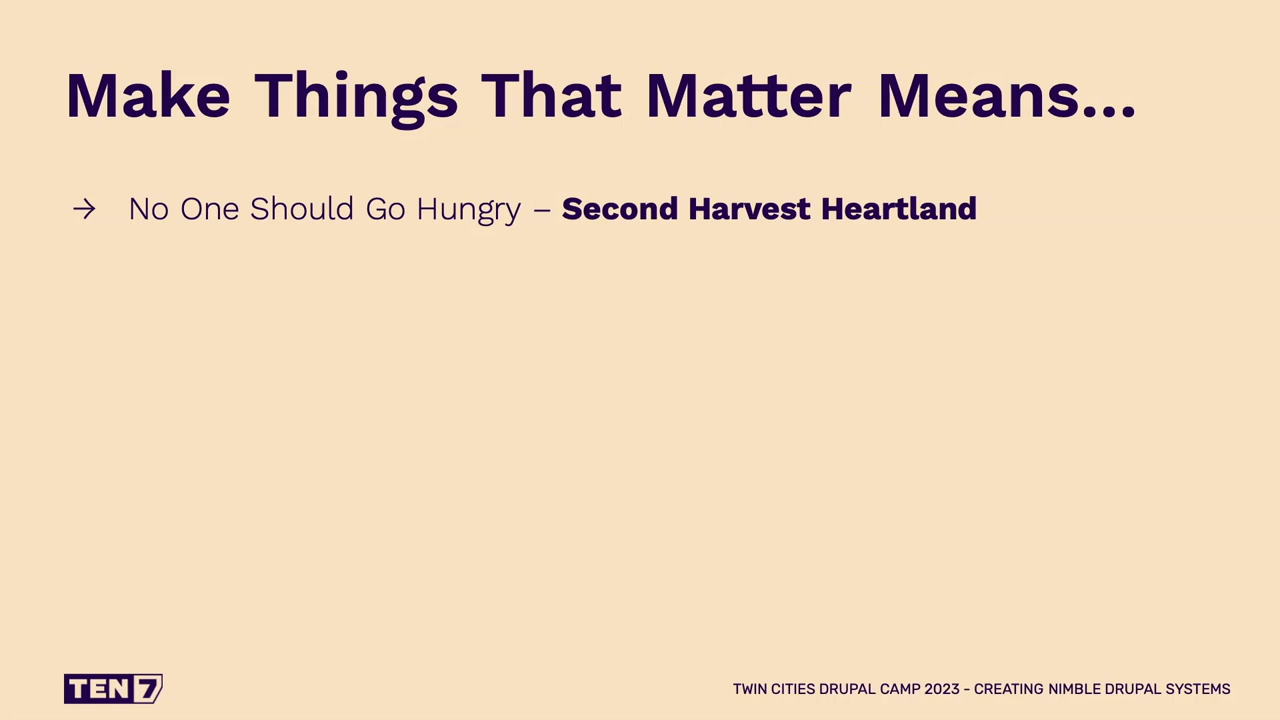 Make Things That Matter Means...
→ No One Should Go Hungry – Second Harvest Heartland
TEN7
TWIN CITIES DRUPAL CAMP 2023 - CREATING NIMBLE DRUPAL SYSTEMS